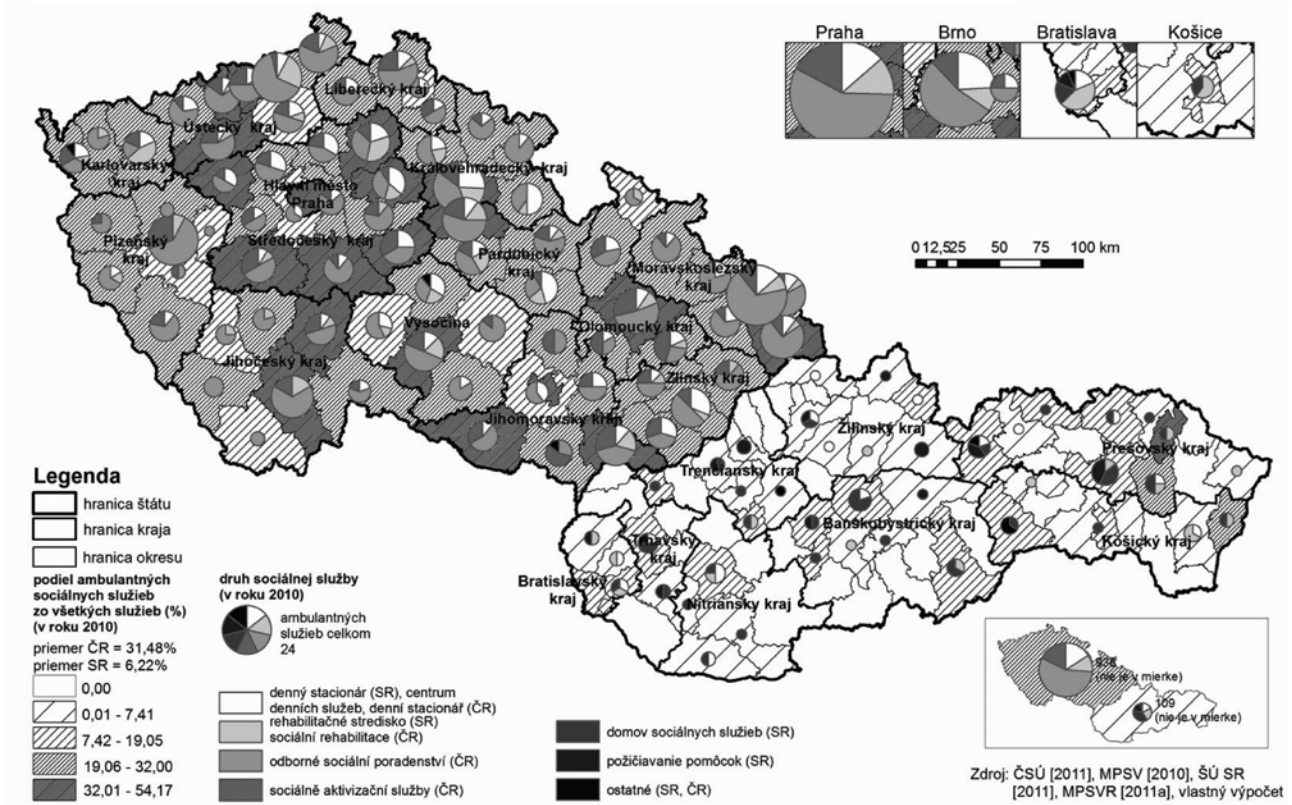 Praha
Brno
Bratislava
Košice
Liberecký kraj
Ústecký kraj
Karlovarský
kraj
Královéhradecký kraj
Hlavní město
Praha
Plzeňský
kraj
Středočeský kraj
Pardubický
kraj
Moravskoslezský
kraj
0 12,525 50 75 100 km
Vysočina
Olomoucký kraj
Jihočeský kraj
Zlínský kraj
Jihomoravský kraj
Žilinský kraj
Prešovský kraj
Trenčiansky kraj
Banskobystrický kraj
Košický kraj
Trnavský
kraj
Bratislavský
kraj
Nitriansky kraj
Legenda
hranica štátu
hranica kraja
hranica okresu
podiel ambulantných
sociálnych služieb
zo všetkých služieb (%)
(v roku 2010)
priemer ČR = 31,48%
priemer SR = 6,22%
0,00
0,01 - 7,41
7,42 - 19,05
19,06 - 32,00
32,01 - 54,17
druh sociálnej služby
(v roku 2010)
ambulantných
služieb celkom
24
denný stacionár (SR), centrum
denních služeb, denní stacionář (ČR)
rehabilitačné stredisko (SR)
sociální rehabilitace (ČR)
odborné sociální poradenství (ČR)
sociálně aktivizační služby (ČR)
domov sociálnych služieb (SR)
požičiavanie pomôcok (SR)
ostatné (SR, ČR)
938
(nie je v mierke)
109
(nie je v mierke)
Zdroj: ČSÚ [2011], MPSV [2010], ŠÚ SR
[2011], MPSVR [2011a], vlastný výpočet